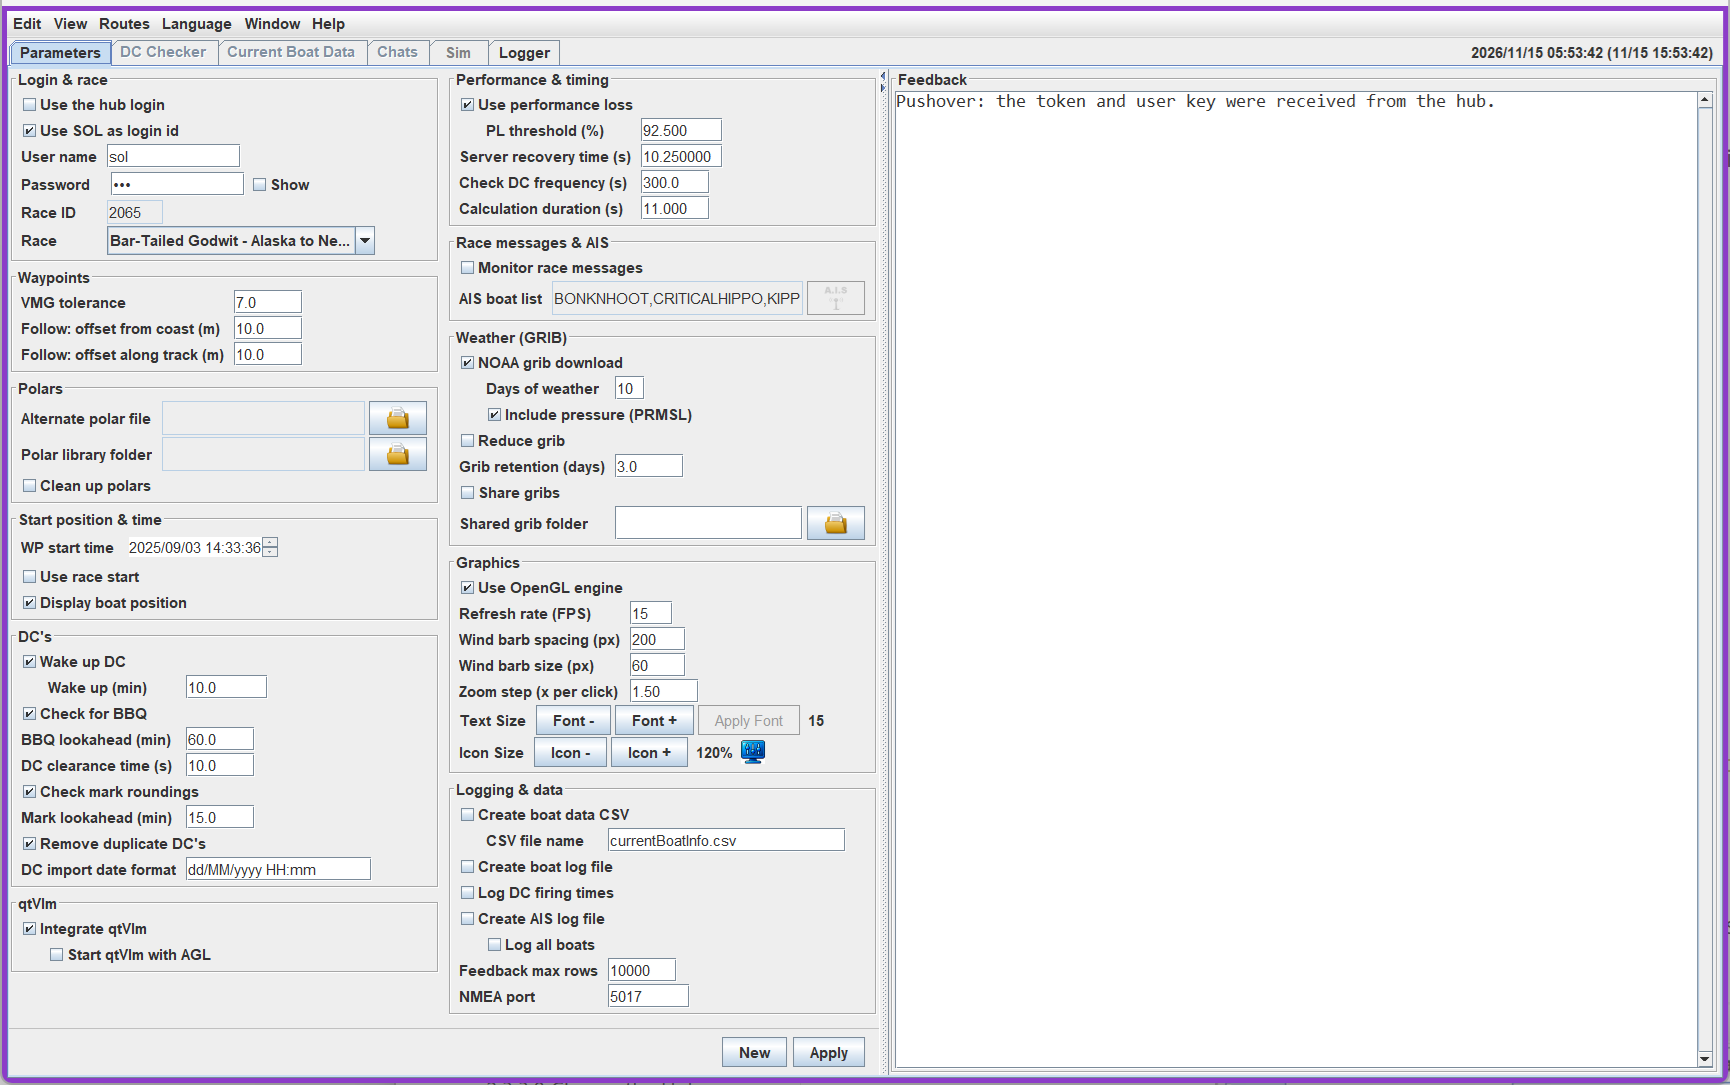 Edit View Routes Language Window Help
Parameters DC Checker Current Boat Data Chats Sim Logger 2026/11/15 05:53:42 (11/15 15:53:42)
Login & race
Use the hub login
Use SOL as login id
User name sol
Password ••• Show
Race ID 2065
Race Bar-Tailed Godwit - Alaska to Ne...
Waypoints
VMG tolerance 7.0
Follow: offset from coast (m) 10.0
Follow: offset along track (m) 10.0
Polars
Alternate polar file
Polar library folder
Clean up polars
Start position & time
WP start time 2025/09/03 14:33:36
Use race start
Display boat position
DC's
Wake up DC
Wake up (min) 10.0
Check for BBQ
BBQ lookahead (min) 60.0
DC clearance time (s) 10.0
Check mark roundings
Mark lookahead (min) 15.0
Remove duplicate DC's
DC import date format dd/MM/yyyy HH:mm
qtVlm
Integrate qtVlm
Start qtVlm with AGL
Performance & timing
Use performance loss
PL threshold (%) 92.500
Server recovery time (s) 10.250000
Check DC frequency (s) 300.0
Calculation duration (s) 11.000
Race messages & AIS
Monitor race messages
AIS boat list BONKNHOOT,CRITICALHIPPO,KIPP A.I.S
Weather (GRIB)
NOAA grib download
Days of weather 10
Include pressure (PRMSL)
Reduce grib
Grib retention (days) 3.0
Share gribs
Shared grib folder
Graphics
Use OpenGL engine
Refresh rate (FPS) 15
Wind barb spacing (px) 200
Wind barb size (px) 60
Zoom step (x per click) 1.50
Text Size Font - Font + Apply Font 15
Icon Size Icon - Icon + 120%
Logging & data
Create boat data CSV
CSV file name currentBoatInfo.csv
Create boat log file
Log DC firing times
Create AIS log file
Log all boats
Feedback max rows 10000
NMEA port 5017
New Apply
Feedback
Pushover: the token and user key were received from the hub.